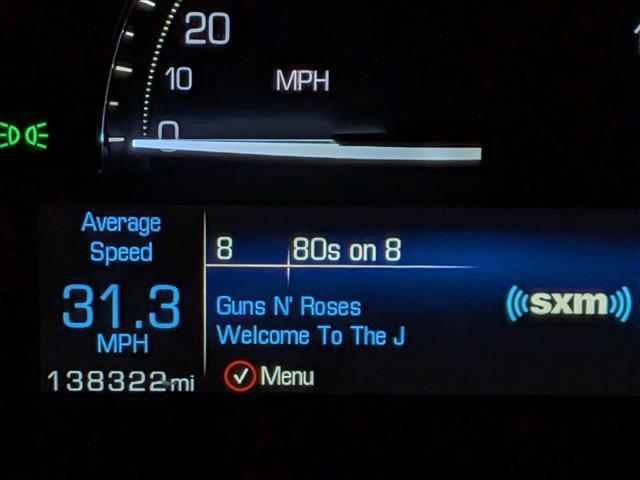 20
10
MPH
0
Average
Speed
31.3
MPH
138322mi
8
80s on 8
Guns N' Roses
Welcome To The J
Menu
sxm